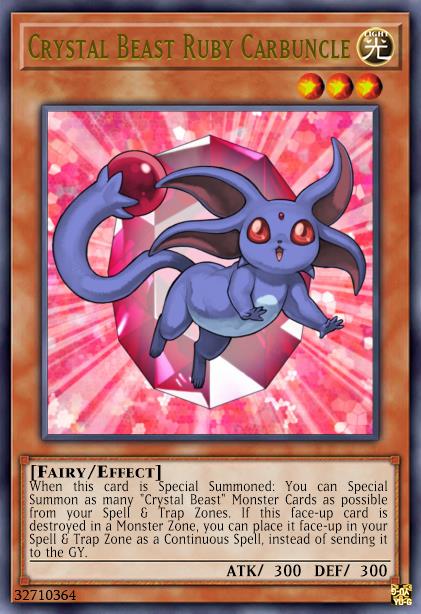 Crystal Beast Ruby Carbuncle
LIGHT
光
[Fairy/Effect]
When this card is Special Summoned: You can Special
Summon as many "Crystal Beast" Monster Cards as possible
from your Spell & Trap Zones. If this face-up card is
destroyed in a Monster Zone, you can place it face-up in your
Spell & Trap Zone as a Continuous Spell, instead of sending it
to the GY.
ATK/ 300 DEF/ 300
32710364